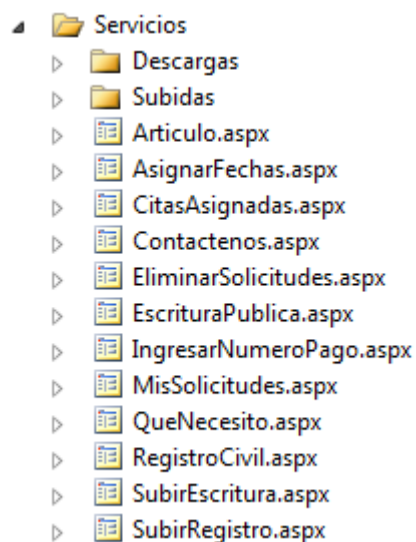 Servicios
Descargas
Subidas
Articulo.aspx
AsignarFechas.aspx
CitasAsignadas.aspx
Contactenos.aspx
EliminarSolicitudes.aspx
EscrituraPublica.aspx
IngresarNumeroPago.aspx
MisSolicitudes.aspx
QueNecesito.aspx
RegistroCivil.aspx
SubirEscritura.aspx
SubirRegistro.aspx